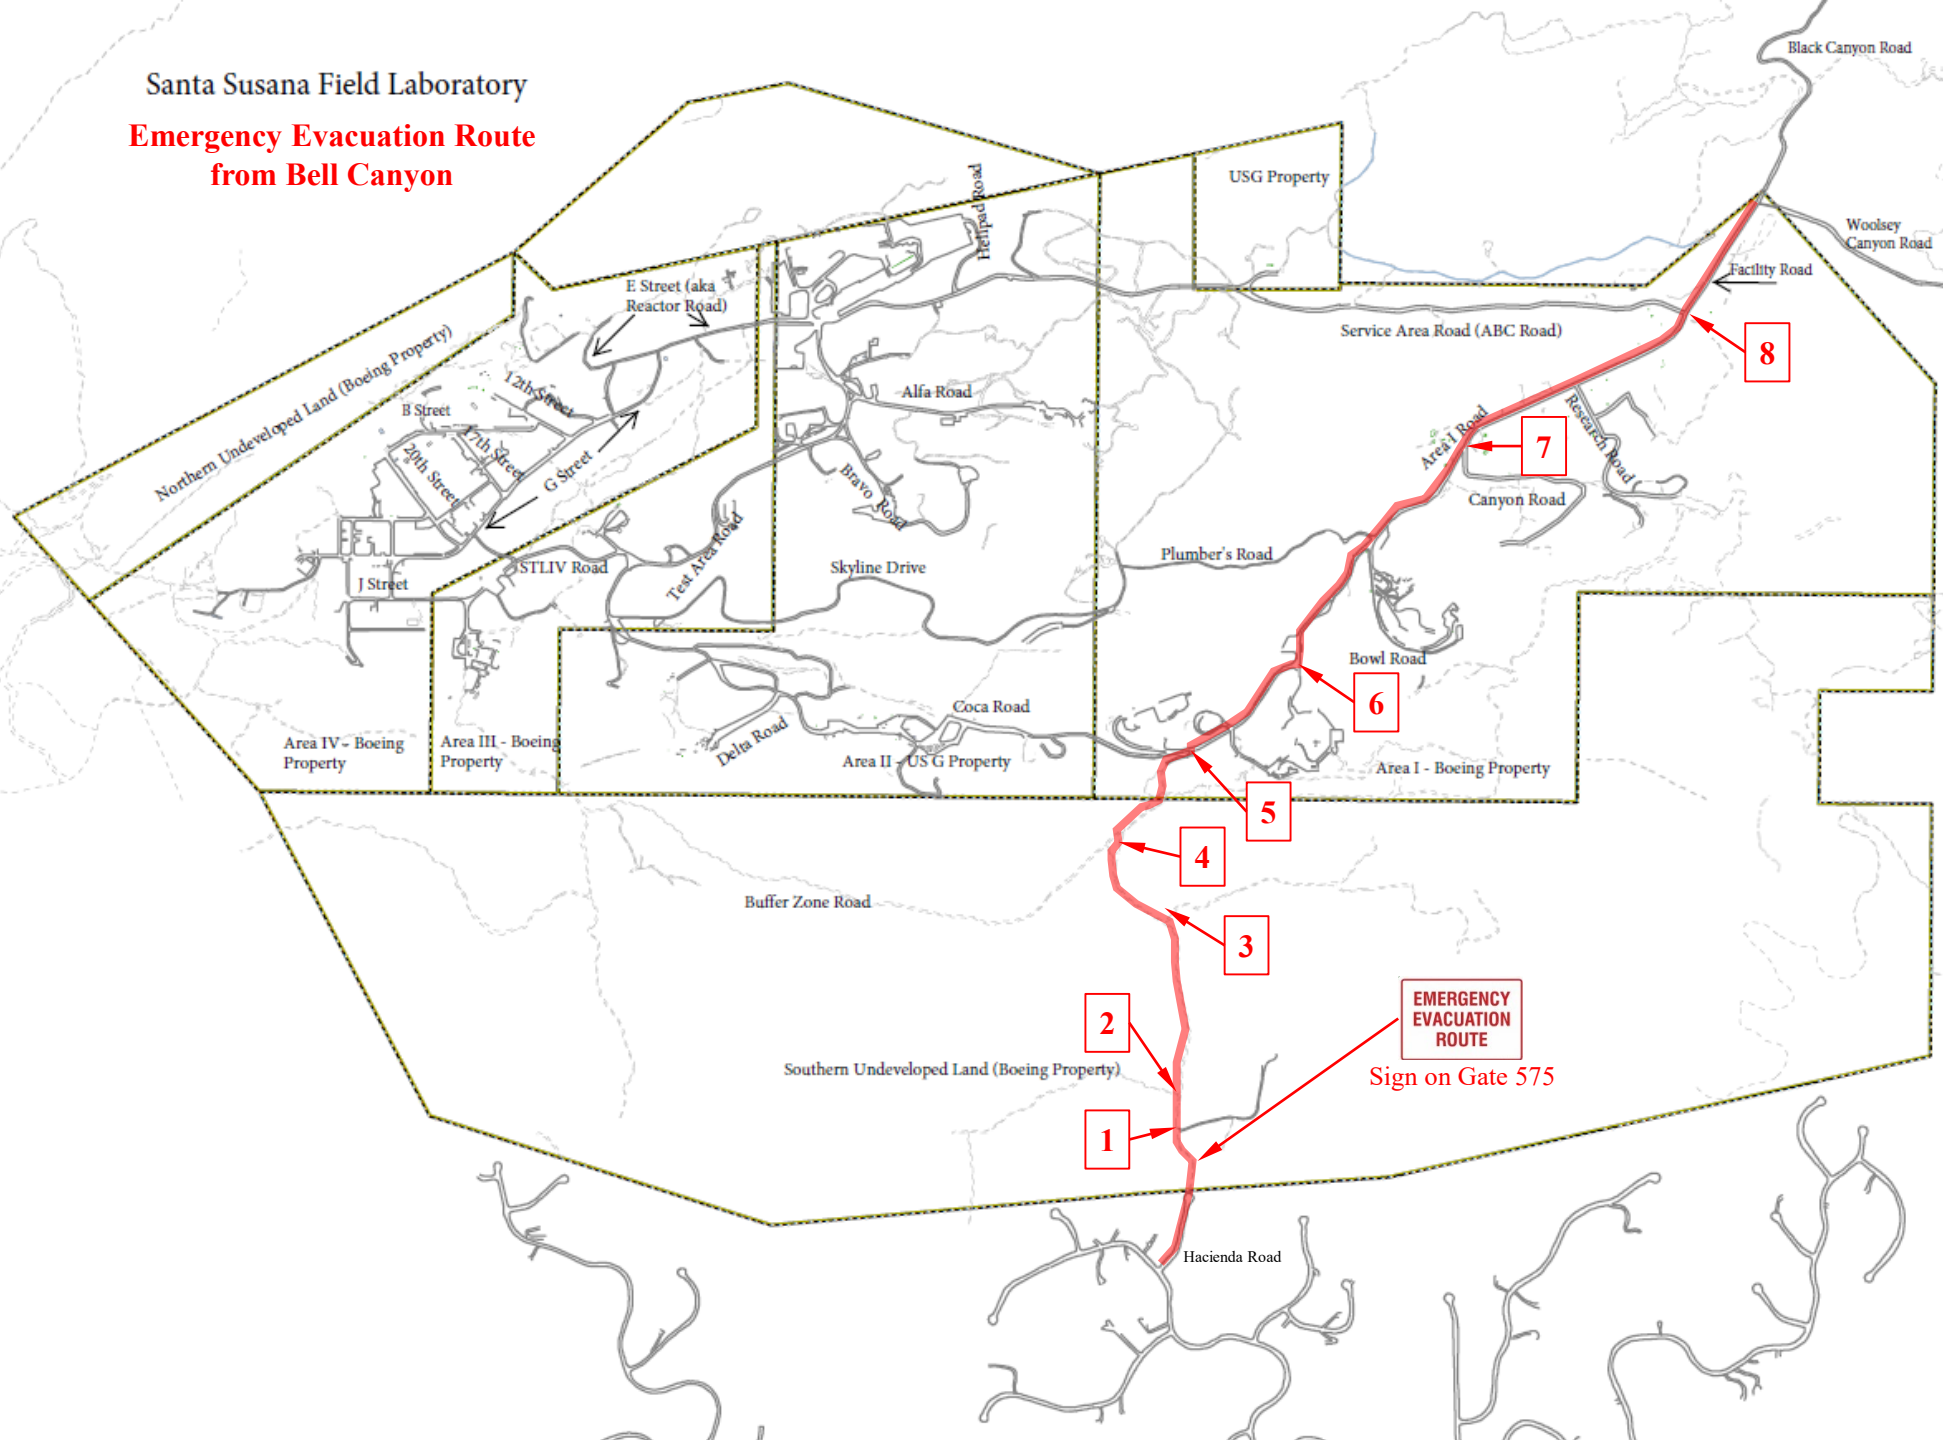 Santa Susana Field Laboratory
Emergency Evacuation Route
from Bell Canyon
Black Canyon Road
USG Property
Helipad Road
Woolsey
Canyon Road
Facility Road
E Street (aka
Reactor Road)
Service Area Road (ABC Road)
8
Northern Undeveloped Land (Boeing Property)
12th Street
B Street
17th Street
20th Street
G Street
Alfa Road
Bravo Road
Area I Road
Research Road
7
Canyon Road
Plumber's Road
STLIV Road
Test Area Road
Skyline Drive
J Street
Bowl Road
6
Coca Road
Delta Road
Area IV - Boeing
Property
Area III - Boeing
Property
Area II - US G Property
Area I - Boeing Property
5
4
Buffer Zone Road
3
2
EMERGENCY
EVACUATION
ROUTE
Sign on Gate 575
Southern Undeveloped Land (Boeing Property)
1
Hacienda Road